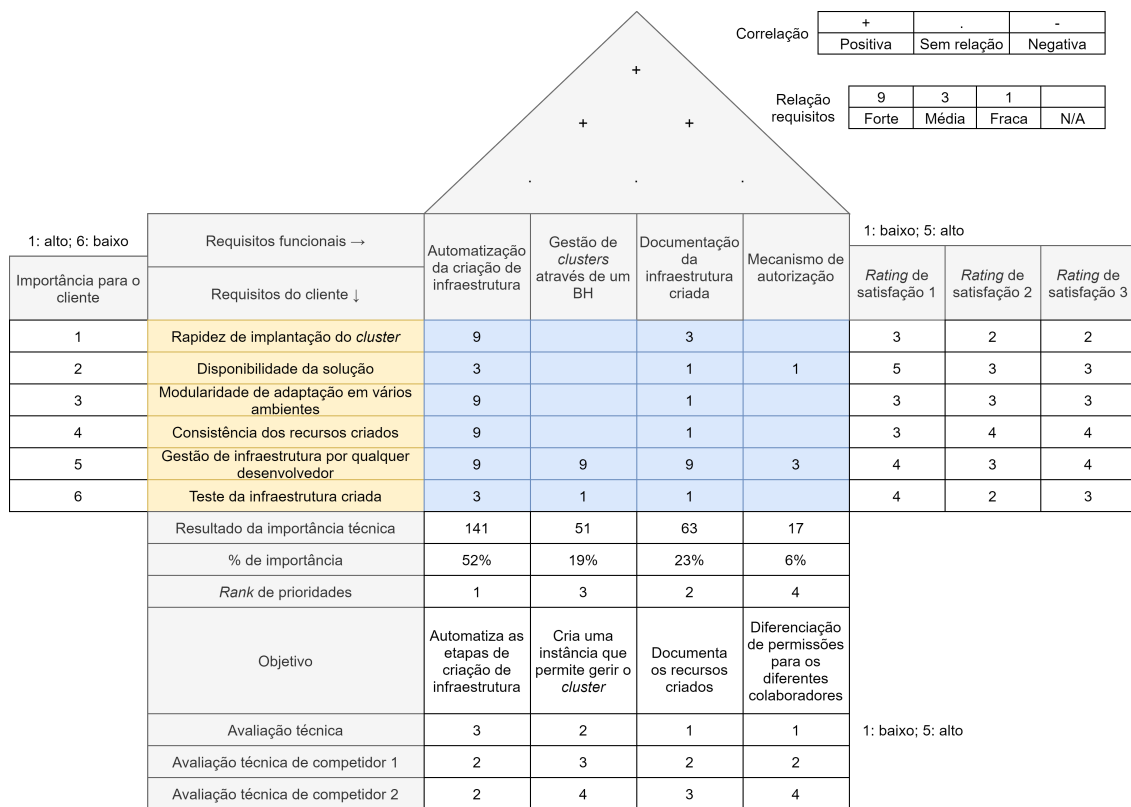 Correlação
+ . -
Positiva Sem relação Negativa
+
Relação
requisitos
9 3 1
Forte Média Fraca N/A
+ +
. . .
1: alto; 6: baixo
Requisitos funcionais →
Automatização
da criação de
infraestrutura
Gestão de
clusters
através de um
BH
Documentação
da
infraestrutura
criada
Mecanismo de
autorização
1: baixo; 5: alto
Importância para o
cliente
Requisitos do cliente ↓
Rating de
satisfação 1
Rating de
satisfação 2
Rating de
satisfação 3
1 Rapidez de implantação do cluster 9 3 3 2 2
2 Disponibilidade da solução 3 1 1 5 3 3
3 Modularidade de adaptação em vários
ambientes 9 1 3 3 3
4 Consistência dos recursos criados 9 1 3 4 4
5 Gestão de infraestrutura por qualquer
desenvolvedor 9 9 9 3 4 3 4
6 Teste da infraestrutura criada 3 1 1 4 2 3
Resultado da importância técnica 141 51 63 17
% de importância 52% 19% 23% 6%
Rank de prioridades 1 3 2 4
Objetivo
Automatiza as
etapas de
criação de
infraestrutura
Cria uma
instância que
permite gerir o
cluster
Documenta
os recursos
criados
Diferenciação
de permissões
para os
diferentes
colaboradores
Avaliação técnica 3 2 1 1 1: baixo; 5: alto
Avaliação técnica de competidor 1 2 3 2 2
Avaliação técnica de competidor 2 2 4 3 4